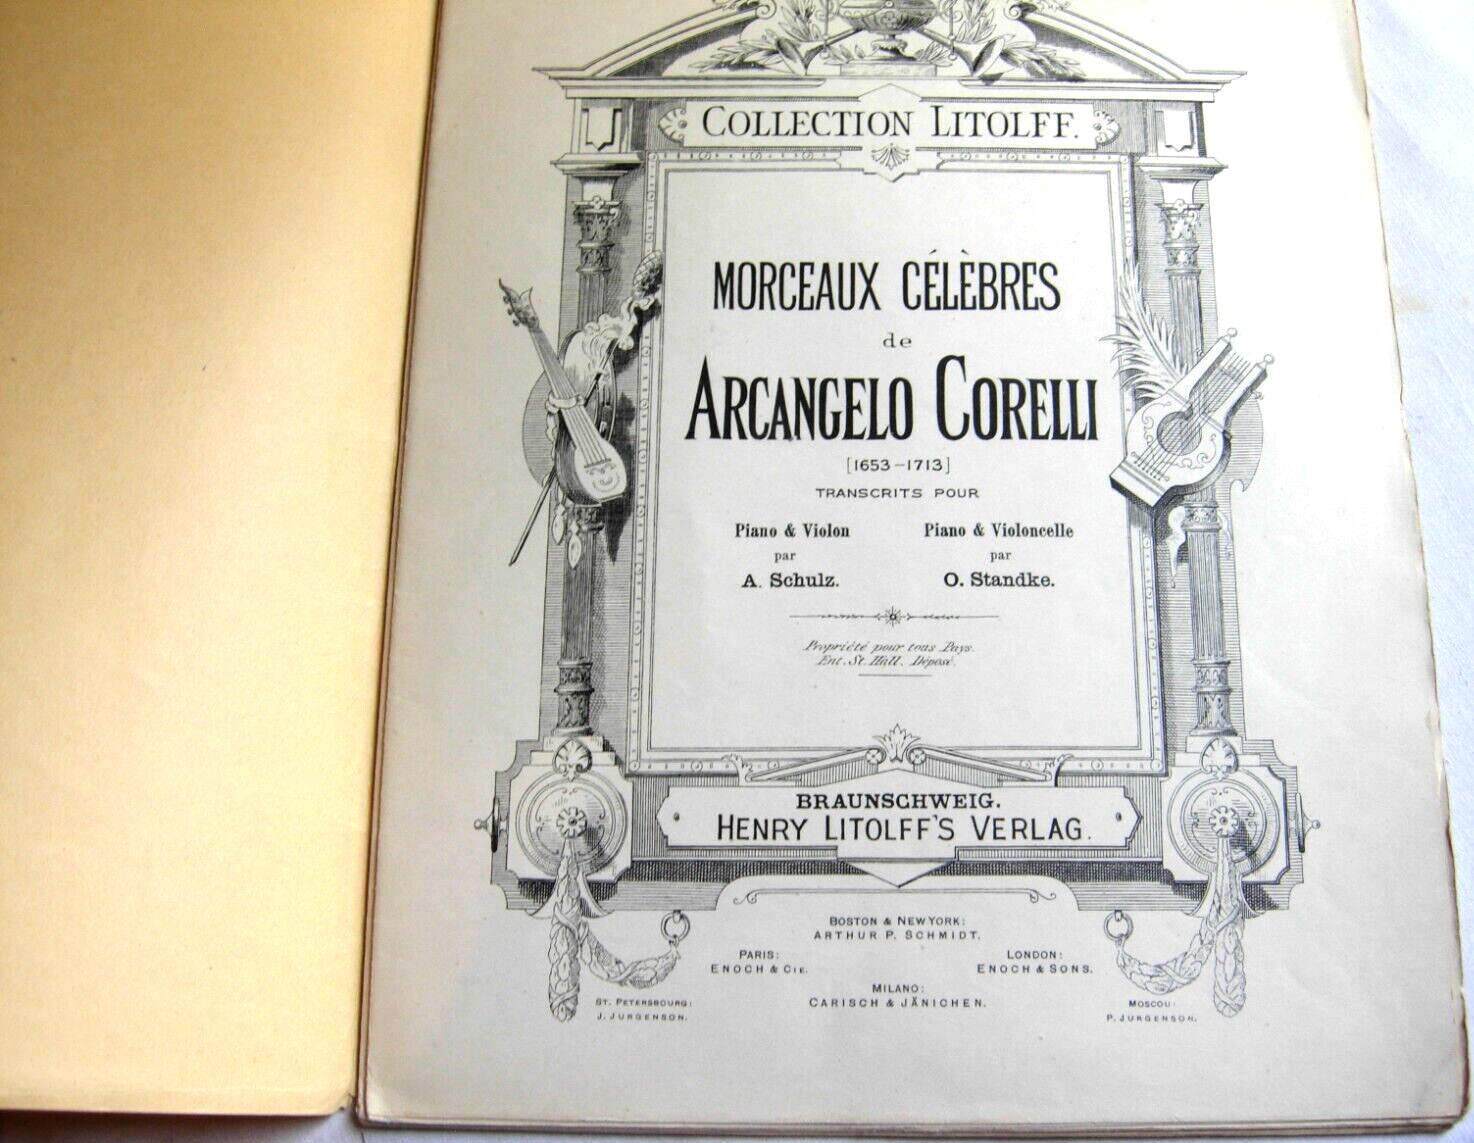 COLLECTION LITOLFF.
MORCEAUX CÉLÈBRES
de
ARCANGELO CORELLI
[1653–1713]
TRANSCRITS POUR
Piano & Violon Piano & Violoncelle
par par
A. Schulz. O. Standke.
Propriété pour tous Pays.
Ent. St. Hall. Déposé.
BRAUNSCHWEIG.
HENRY LITOLFF'S VERLAG.
BOSTON & NEW YORK:
ARTHUR P. SCHMIDT.
PARIS: LONDON:
ENOCH & CIE. ENOCH & SONS.
MILANO:
CARISCH & JÄNICHEN.
ST. PETERSBOURG: MOSCOU:
J. JURGENSON. P. JURGENSON.